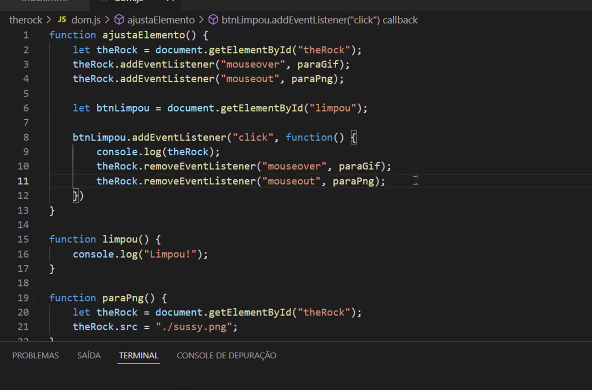 therock > JS dom.js > ajustaElemento > btnLimpou.addEventListener("click") callback
1 function ajustaElemento() {
2 let theRock = document.getElementById("theRock");
3 theRock.addEventListener("mouseover", paraGif);
4 theRock.addEventListener("mouseout", paraPng);
5
6 let btnLimpou = document.getElementById("limpou");
7
8 btnLimpou.addEventListener("click", function() {
9 console.log(theRock);
10 theRock.removeEventListener("mouseover", paraGif);
11 theRock.removeEventListener("mouseout", paraPng);
12 })
13 }
14
15 function limpou() {
16 console.log("Limpou!");
17 }
18
19 function paraPng() {
20 let theRock = document.getElementById("theRock");
21 theRock.src = "./sussy.png";
PROBLEMAS SAÍDA TERMINAL CONSOLE DE DEPURAÇÃO